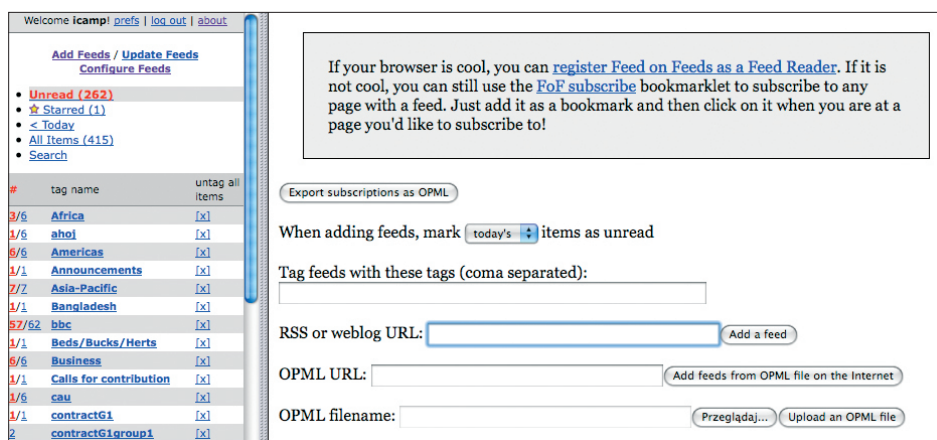 Welcome icamp! prefs | log out | about
Add Feeds / Update Feeds
Configure Feeds
Unread (262)
Starred (1)
< Today
All Items (415)
Search
# tag name untag all items
3/6 Africa [x]
1/6 ahoj [x]
6/6 Americas [x]
1/1 Announcements [x]
7/7 Asia-Pacific [x]
1/1 Bangladesh [x]
57/62 bbc [x]
1/1 Beds/Bucks/Herts [x]
6/6 Business [x]
1/1 Calls for contribution [x]
1/6 cau [x]
1/1 contractG1 [x]
2 contractG1group1 [x]
If your browser is cool, you can register Feed on Feeds as a Feed Reader. If it is
not cool, you can still use the FoF subscribe bookmarklet to subscribe to any
page with a feed. Just add it as a bookmark and then click on it when you are at a
page you'd like to subscribe to!
Export subscriptions as OPML
When adding feeds, mark today's items as unread
Tag feeds with these tags (coma separated):
RSS or weblog URL: Add a feed
OPML URL: Add feeds from OPML file on the Internet
OPML filename: Przeglądaj... Upload an OPML file